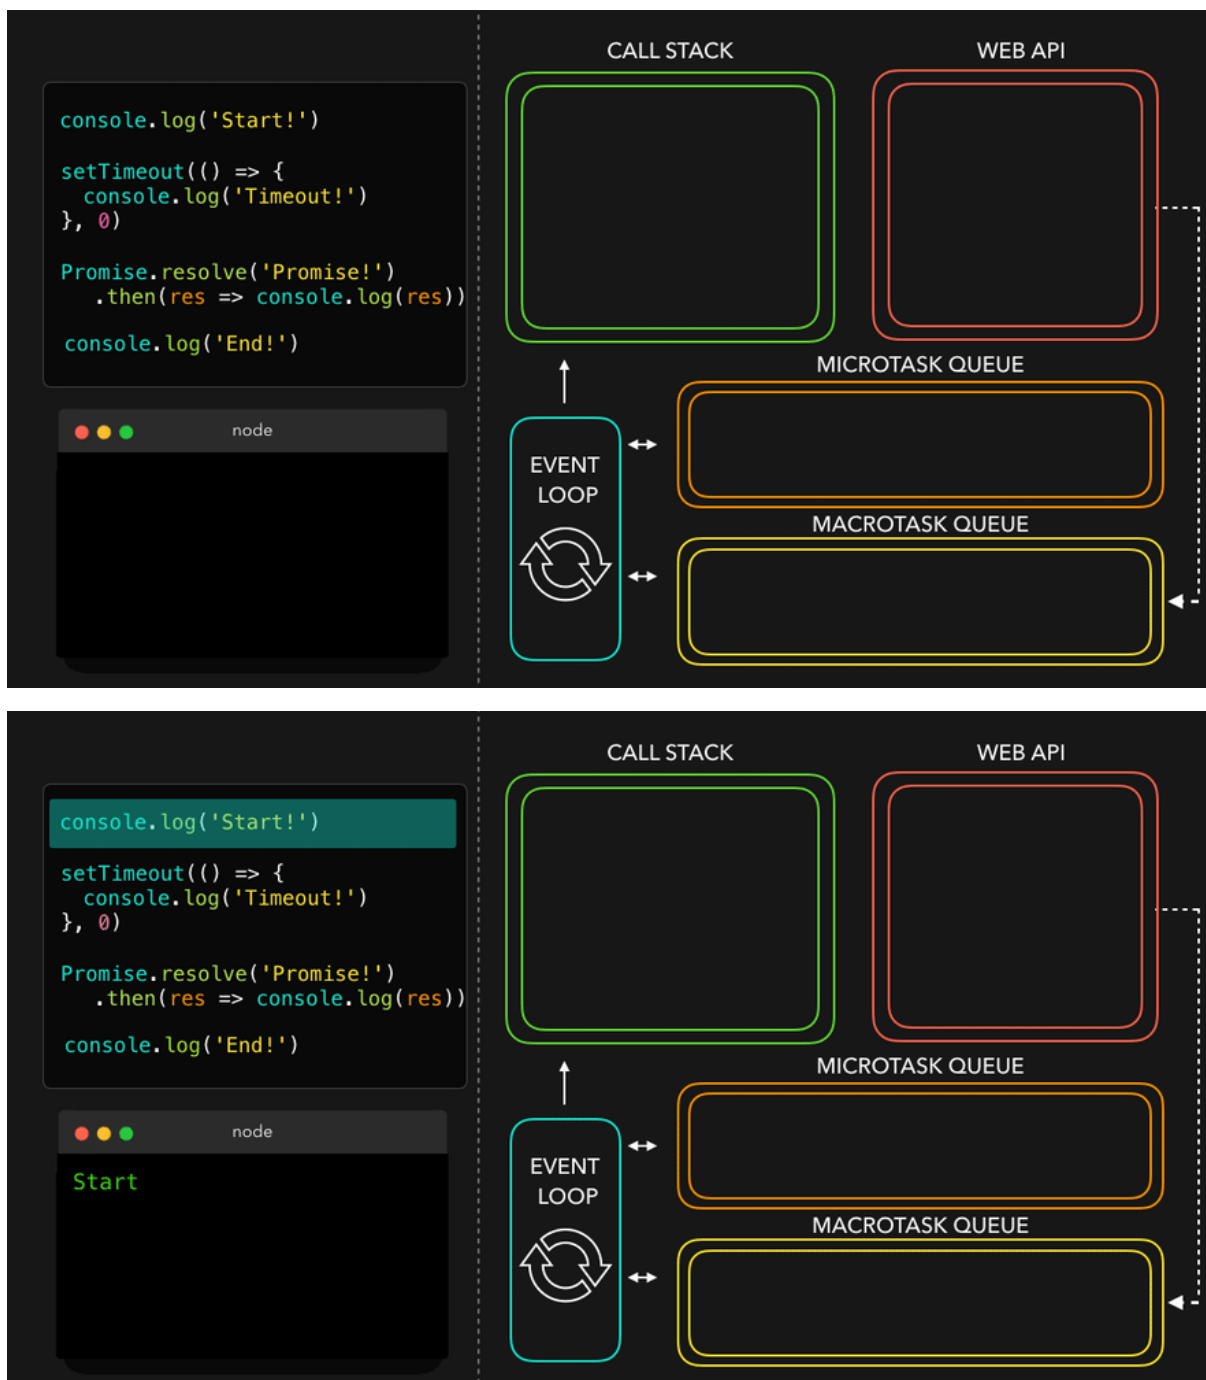 CALL STACK
WEB API
console.log('Start!')
setTimeout(() => {
  console.log('Timeout!')
}, 0)
Promise.resolve('Promise!')
   .then(res => console.log(res))
console.log('End!')
MICROTASK QUEUE
node
EVENT
LOOP
MACROTASK QUEUE
CALL STACK
WEB API
console.log('Start!')
setTimeout(() => {
  console.log('Timeout!')
}, 0)
Promise.resolve('Promise!')
   .then(res => console.log(res))
console.log('End!')
MICROTASK QUEUE
node
Start
EVENT
LOOP
MACROTASK QUEUE